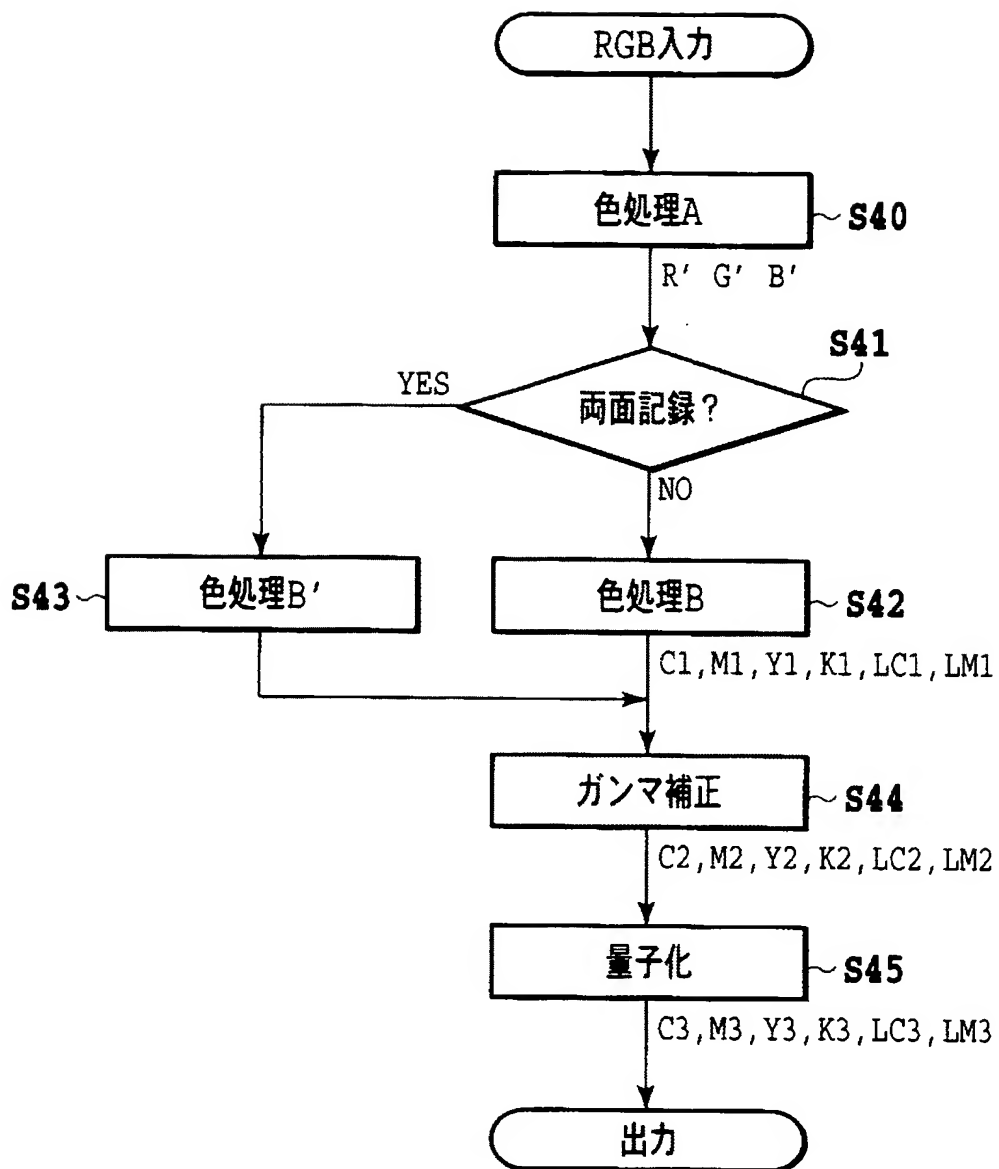 RGB入力
色処理A
S40
R' G' B'
S41
YES
両面記録？
NO
S43
色処理B'
色処理B
S42
C1,M1,Y1,K1,LC1,LM1
ガンマ補正
S44
C2,M2,Y2,K2,LC2,LM2
量子化
S45
C3,M3,Y3,K3,LC3,LM3
出力